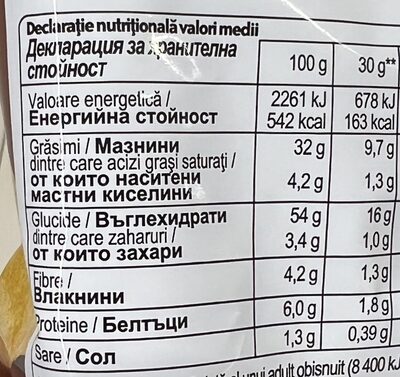 Declarație nutrițională valori medii
Декларация за хранителна
стойност
100 g 30 g**
Valoare energetică / 2261 kJ 678 kJ
Енергийна стойност 542 kcal 163 kcal
Grăsimi / Мазнини 32 g 9,7 g
dintre care acizi grași saturați /
от които наситени 4,2 g 1,3 g
мастни киселини
Glucide / Въглехидрати 54 g 16 g
dintre care zaharuri / 3,4 g 1,0 g
от които захари
Fibre / 4,2 g 1,3 g
Влакнини
Proteine / Белтъци 6,0 g 1,8 g
Sare / Сол 1,3 g 0,39 g
unui adult obisnuit (8 400 kJ